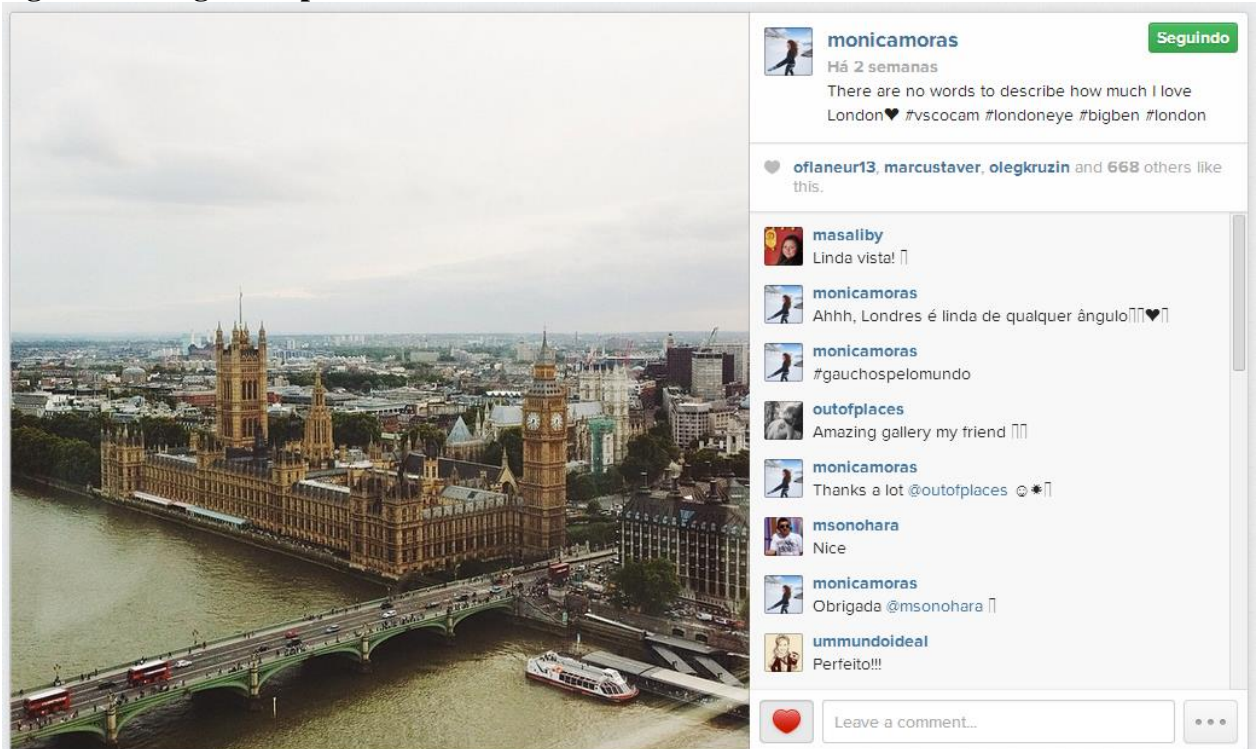 monicamoras
Seguindo
Há 2 semanas
There are no words to describe how much I love
London♥ #vscocam #londoneye #bigben #london
oflaneur13, marcustaver, olegkruzin and 668 others like
this.
masaliby
Linda vista!
monicamoras
Ahhh, Londres é linda de qualquer ângulo♥
monicamoras
#gauchospelomundo
outofplaces
Amazing gallery my friend
monicamoras
Thanks a lot @outofplaces ☺☀
msonohara
Nice
monicamoras
Obrigada @msonohara
ummundoideal
Perfeito!!!
Leave a comment...